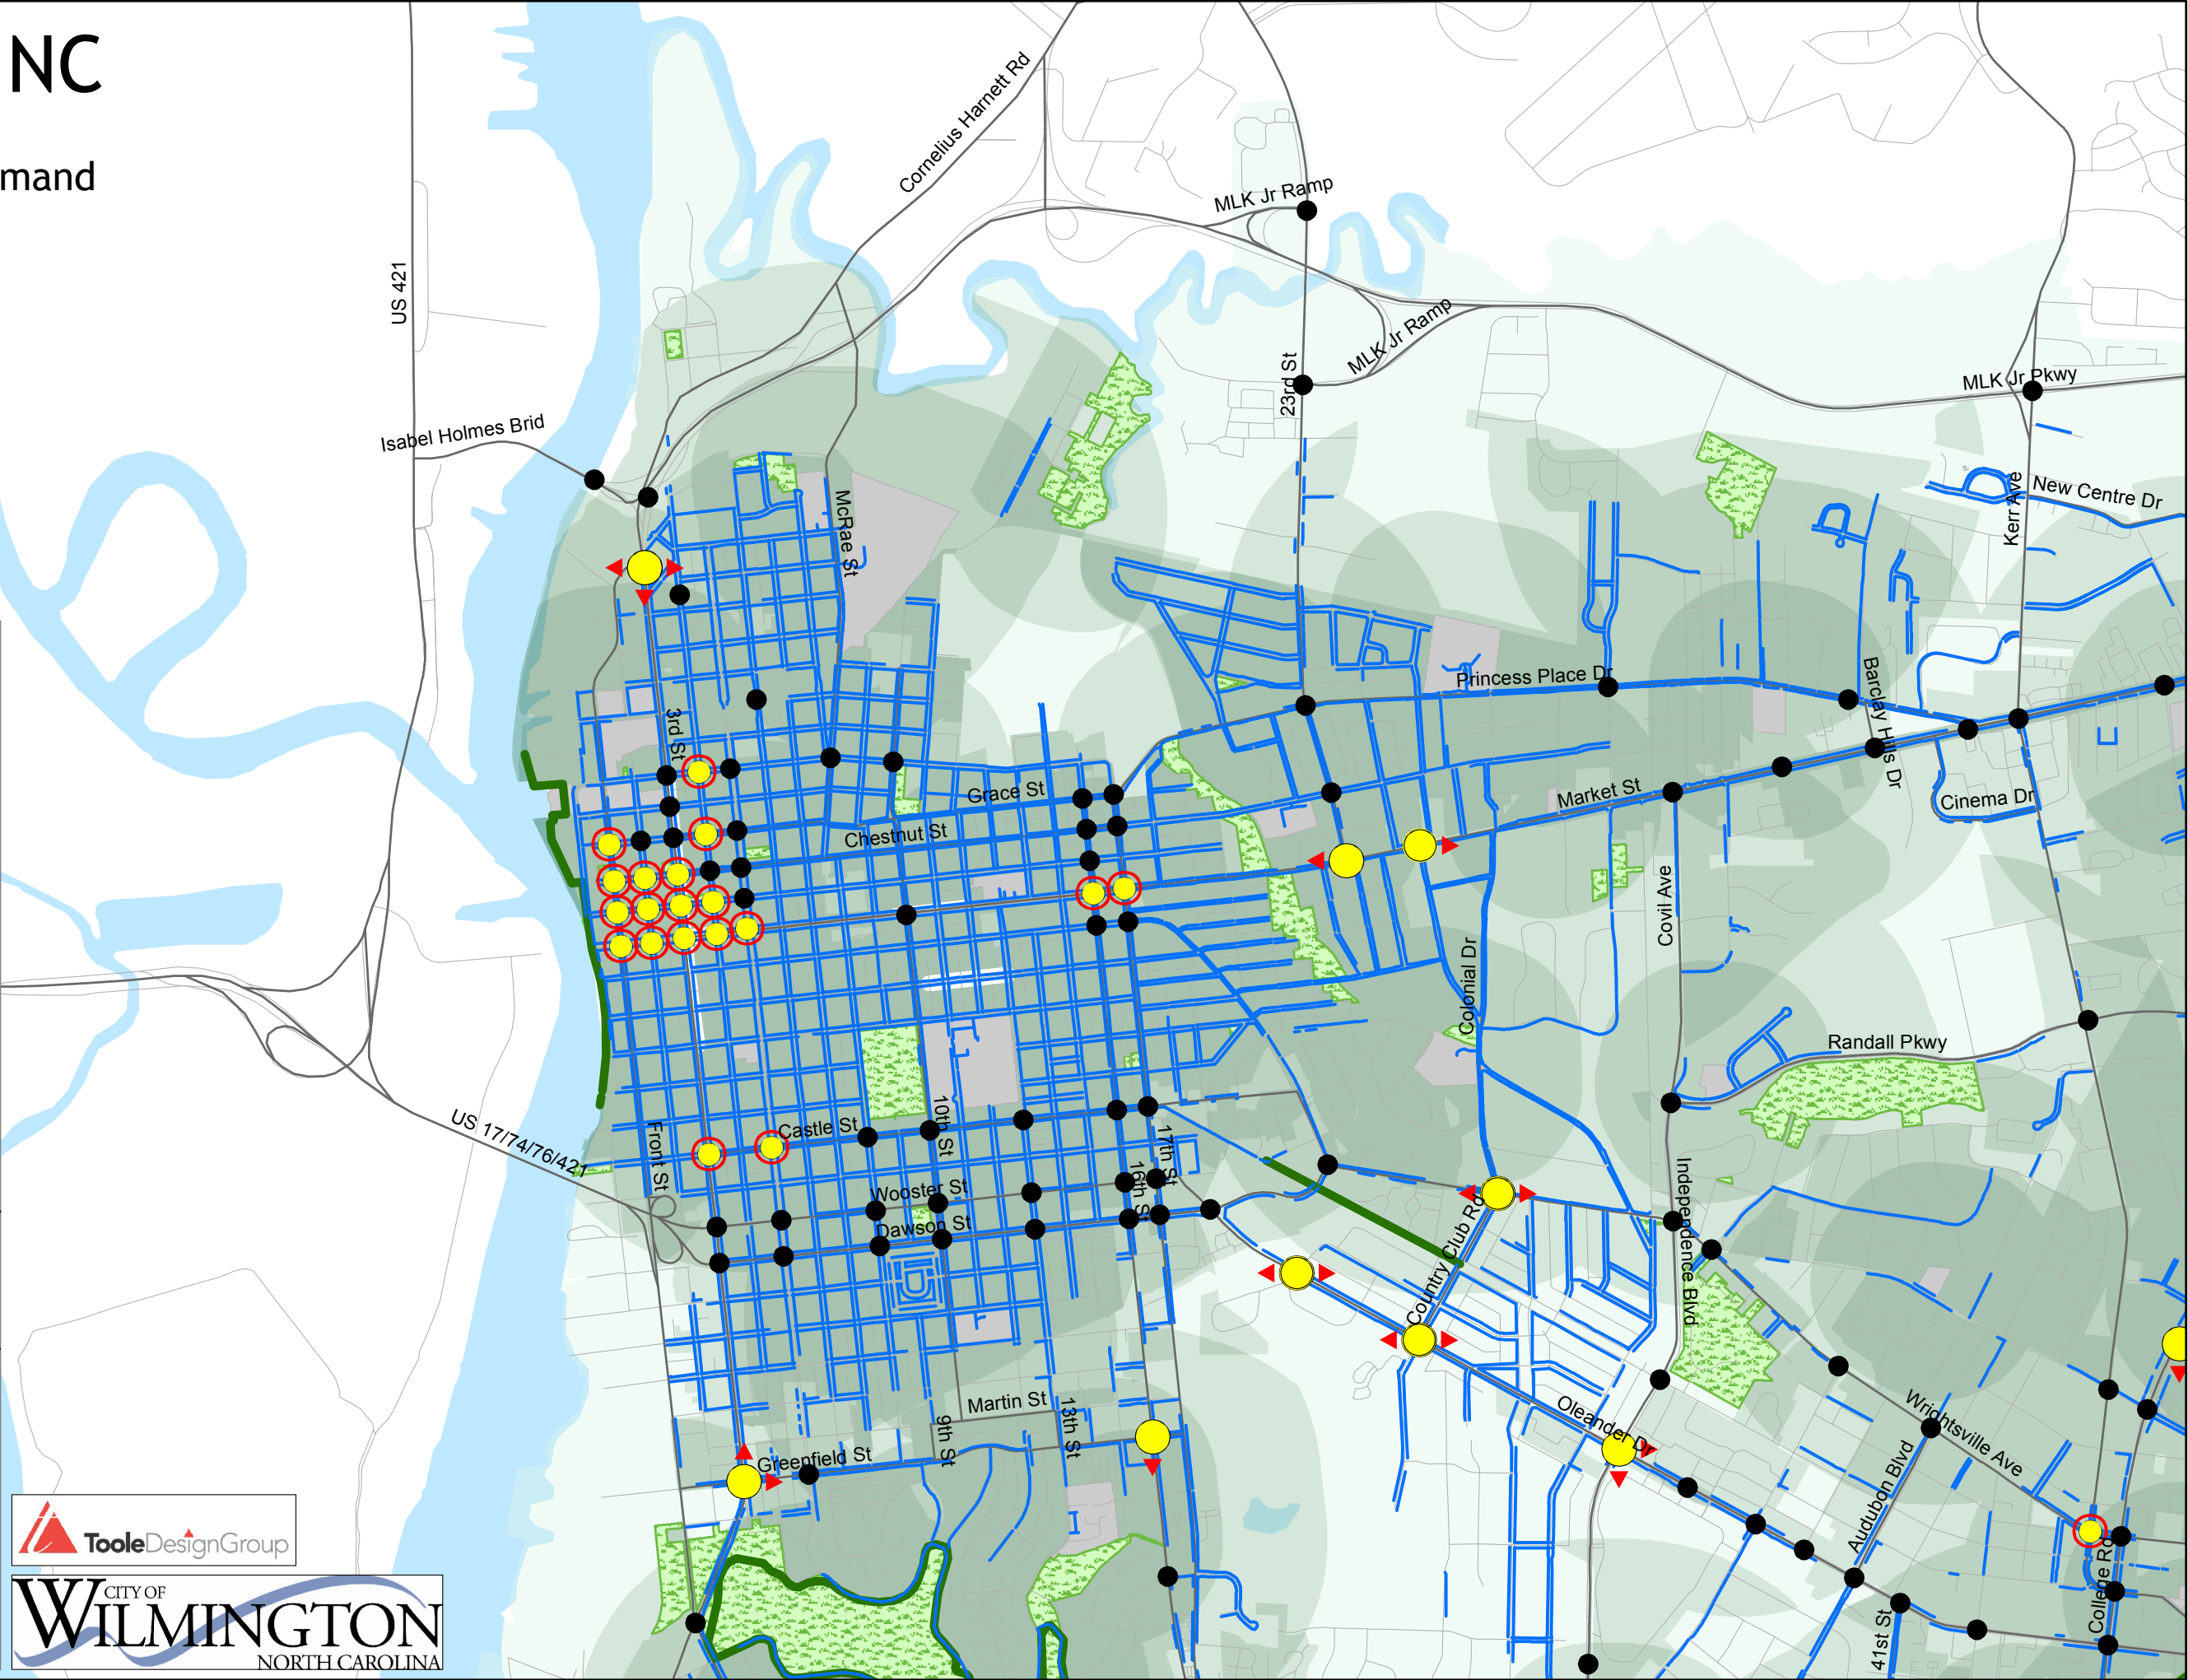 NC
mand
Cornelius Harnett Rd
MLK Jr Ramp
US 421
MLK Jr Ramp
23rd St
MLK Jr Pkwy
Isabel Holmes Brid
McRae St
Kerr Ave
New Centre Dr
Princess Place Dr
Barclay Hills Dr
3rd St
Grace St
Market St
Cinema Dr
Chestnut St
Covil Ave
Colonial Dr
Randall Pkwy
US 17/74/76/421
Front St
Castle St
10th St
17th St
16th St
Wooster St
Dawson St
Independence Blvd
Country Club Rd
Martin St
9th St
13th St
Greenfield St
Oleander Dr
Wrightsville Ave
Audubon Blvd
College Rd
41st St
TooleDesignGroup
CITY OF
WILMINGTON
NORTH CAROLINA